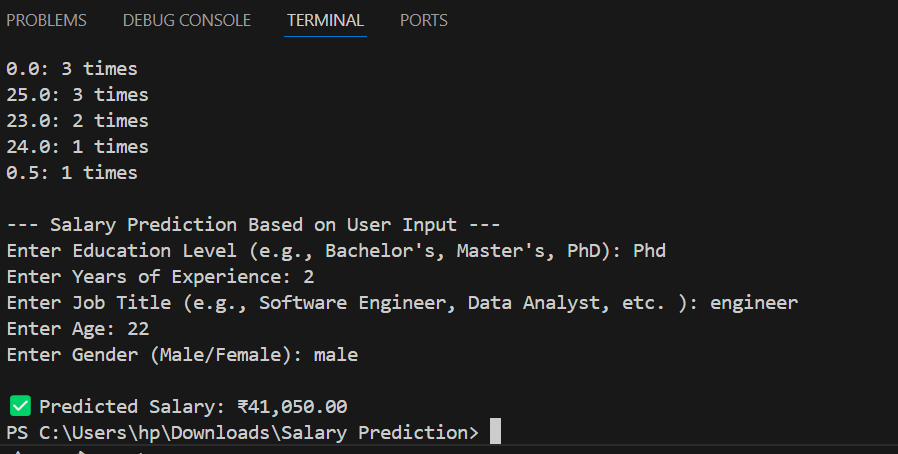 PROBLEMS DEBUG CONSOLE TERMINAL PORTS
0.0: 3 times
25.0: 3 times
23.0: 2 times
24.0: 1 times
0.5: 1 times
--- Salary Prediction Based on User Input ---
Enter Education Level (e.g., Bachelor's, Master's, PhD): Phd
Enter Years of Experience: 2
Enter Job Title (e.g., Software Engineer, Data Analyst, etc. ): engineer
Enter Age: 22
Enter Gender (Male/Female): male
✅ Predicted Salary: ₹41,050.00
PS C:\Users\hp\Downloads\Salary Prediction>